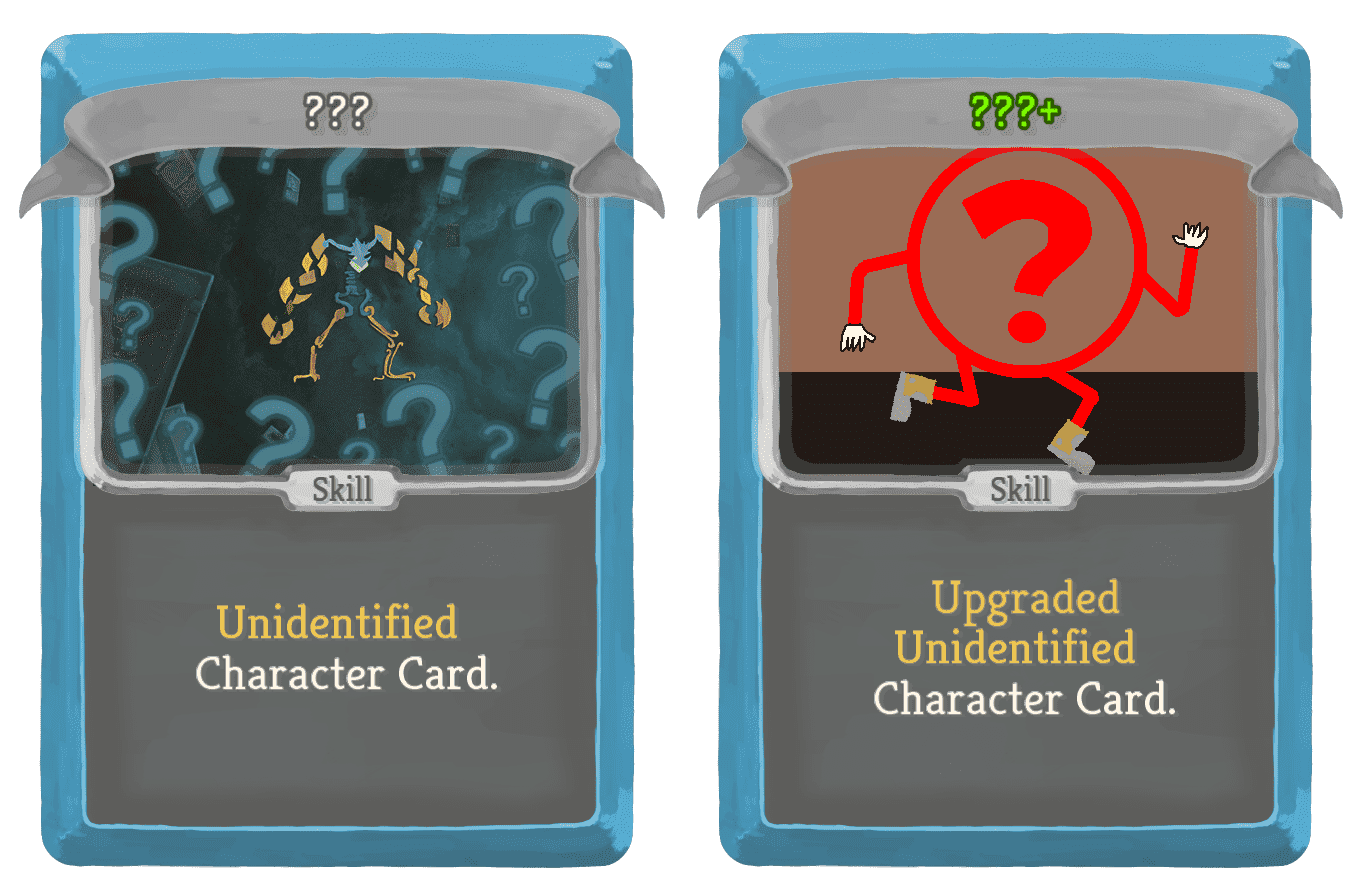 ???
Skill
Unidentified
Character Card.
???+
Skill
Upgraded
Unidentified
Character Card.